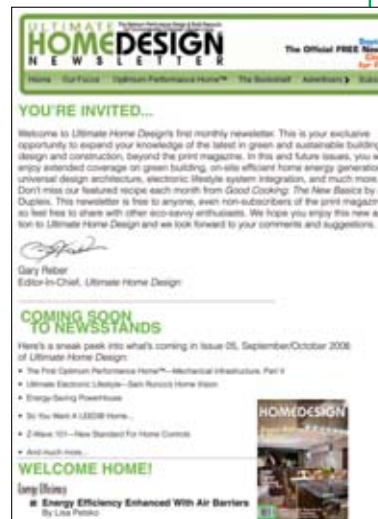 ULTIMATE
HOMEDESIGN
NEWSLETTER
The Official FREE
Home Our Focus Optimum Performance Home™ The Bookshelf Advertisers
YOU'RE INVITED...
Welcome to Ultimate Home Design's first monthly newsletter. This is your exclusive
opportunity to expand your knowledge of the latest in green and sustainable building
design and construction, beyond the print magazine. In this and future issues, you
enjoy extended coverage on green building, on-site efficient home energy generation
universal design architecture, electronic lifestyle system integration, and much more.
Don't miss our featured recipe each month from Good Cooking: The New Basics by
Dupleix. This newsletter is free to anyone, even non-subscribers of the print magazine
so feel free to share with other eco-savvy enthusiasts. We hope you enjoy this new
tion to Ultimate Home Design and we look forward to your comments and suggestions.
Gary Reber
Editor-In-Chief, Ultimate Home Design
COMING SOON
TO NEWSSTANDS
Here's a sneak peek into what's coming in Issue 05, September/October 2006
of Ultimate Home Design:
• The First Optimum Performance Home™—Mechanical Infrastructure, Part V
• Ultimate Electronic Lifestyle—Sam Runco's Home Vision
• Energy-Saving PowerHouse
• So You Want A LEED® Home...
• Z-Wave 101—New Standard For Home Controls
• And much more...
HOMEDESIGN
WELCOME HOME!
Energy Efficiency
Energy Efficiency Enhanced With Air Barriers
By Lisa Petsko